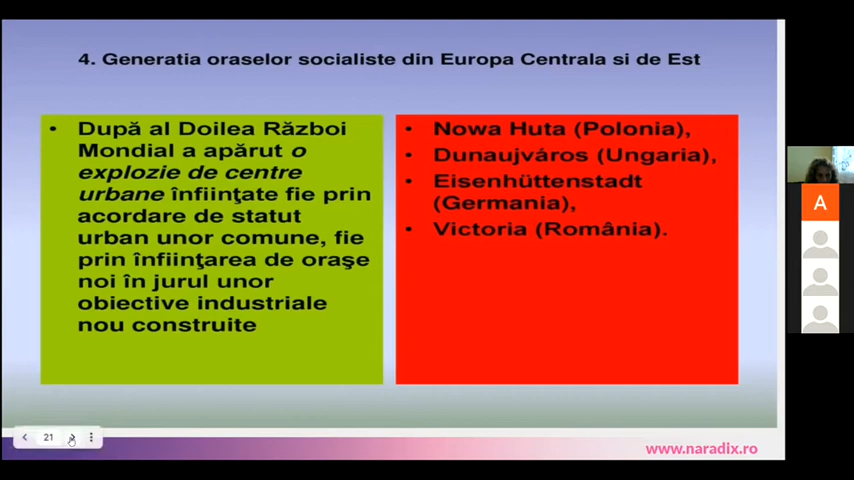 4. Generatia oraselor socialiste din Europa Centrala si de Est
• După al Doilea Război
Mondial a apărut o
explozie de centre
urbane înfiinţate fie prin
acordare de statut
urban unor comune, fie
prin înfiinţarea de oraşe
noi în jurul unor
obiective industriale
nou construite
• Nowa Huta (Polonia),
• Dunaujváros (Ungaria),
• Eisenhüttenstadt
(Germania),
• Victoria (România).
A
21
www.naradix.ro